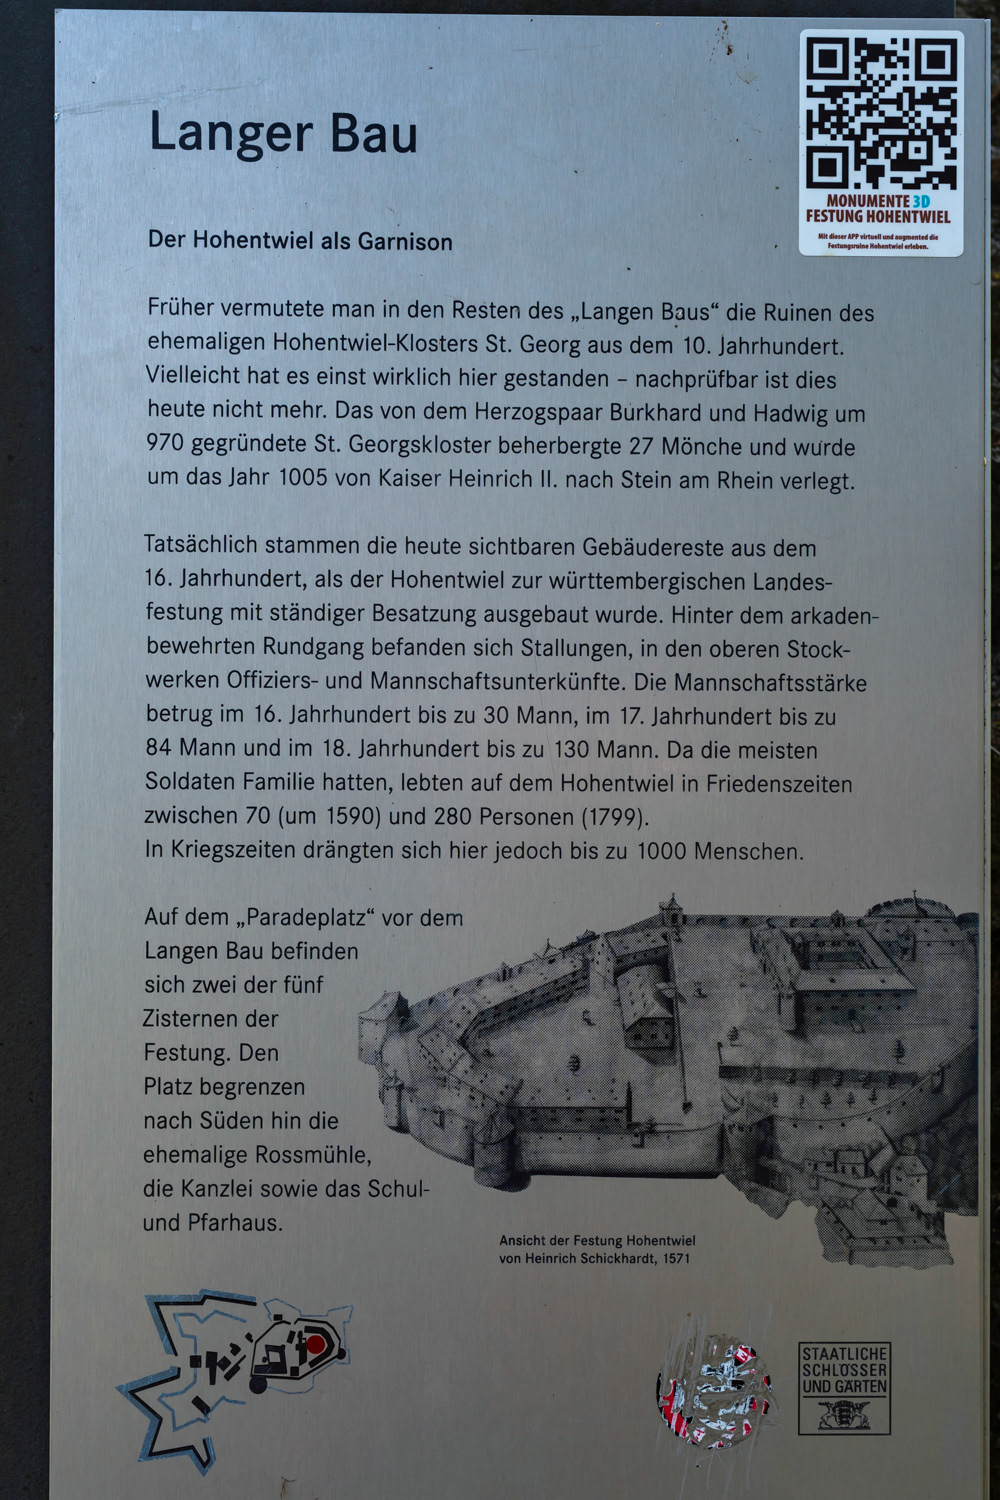 MONUMENTE 3D
FESTUNG HOHENTWIEL
Mit dieser APP virtuell und augmented die
Festungsruine Hohentwiel erleben.
Langer Bau
Der Hohentwiel als Garnison
Früher vermutete man in den Resten des „Langen Baus“ die Ruinen des
ehemaligen Hohentwiel-Klosters St. Georg aus dem 10. Jahrhundert.
Vielleicht hat es einst wirklich hier gestanden – nachprüfbar ist dies
heute nicht mehr. Das von dem Herzogspaar Burkhard und Hadwig um
970 gegründete St. Georgskloster beherbergte 27 Mönche und wurde
um das Jahr 1005 von Kaiser Heinrich II. nach Stein am Rhein verlegt.
Tatsächlich stammen die heute sichtbaren Gebäudereste aus dem
16. Jahrhundert, als der Hohentwiel zur württembergischen Landes-
festung mit ständiger Besatzung ausgebaut wurde. Hinter dem arkaden-
bewehrten Rundgang befanden sich Stallungen, in den oberen Stock-
werken Offiziers- und Mannschaftsunterkünfte. Die Mannschaftsstärke
betrug im 16. Jahrhundert bis zu 30 Mann, im 17. Jahrhundert bis zu
84 Mann und im 18. Jahrhundert bis zu 130 Mann. Da die meisten
Soldaten Familie hatten, lebten auf dem Hohentwiel in Friedenszeiten
zwischen 70 (um 1590) und 280 Personen (1799).
In Kriegszeiten drängten sich hier jedoch bis zu 1000 Menschen.
Auf dem „Paradeplatz“ vor dem
Langen Bau befinden
sich zwei der fünf
Zisternen der
Festung. Den
Platz begrenzen
nach Süden hin die
ehemalige Rossmühle,
die Kanzlei sowie das Schul-
und Pfarrhaus.
Ansicht der Festung Hohentwiel
von Heinrich Schickhardt, 1571
STAATLICHE
SCHLÖSSER
UND GÄRTEN